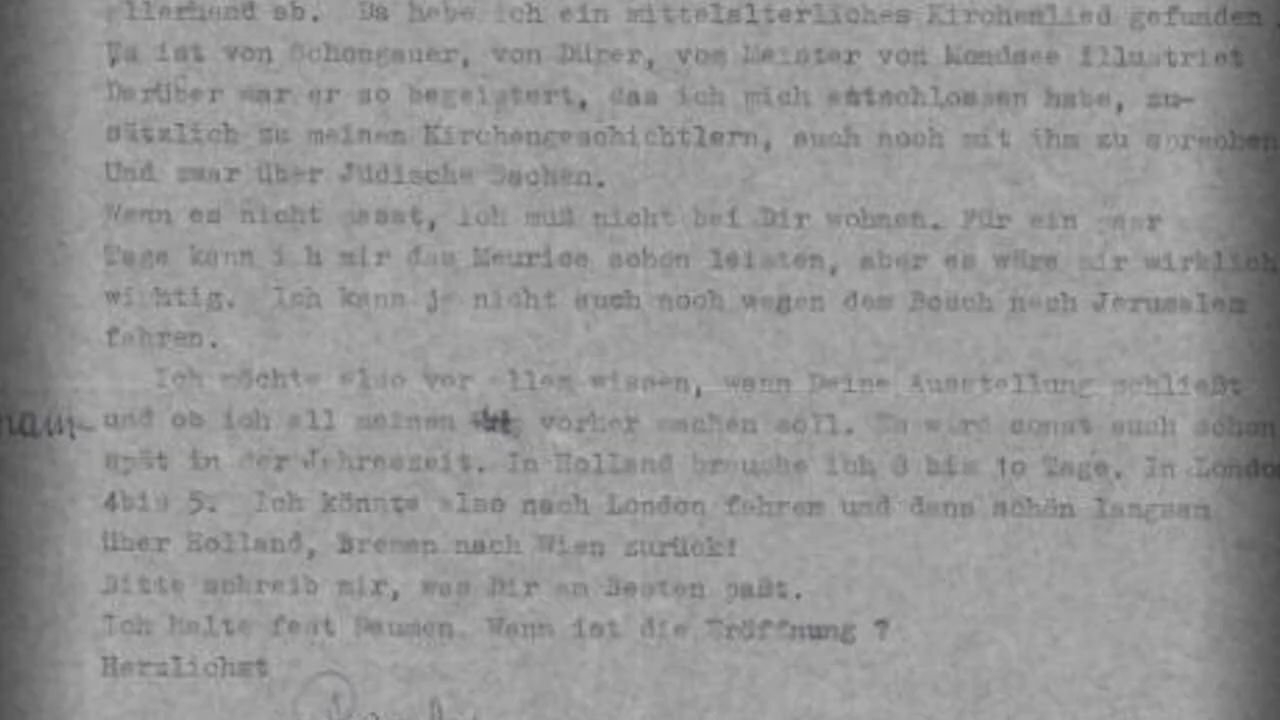 llerhand ab. Da habe ich ein mittelalterliches Kirchenlied gefunden
Es ist von Schongauer, von Dürer, vom Meister von Mondsee illustriet
Darüber war er so begeistert, das ich mich entschlossen habe, zu-
sätzlich zu meinen Kirchengeschichtlern, auch noch mit ihm zu sprechen
Und zwar über Jüdische Sachen.
Wenn es nicht passt, ich muß nicht bei Dir wohnen. Für ein paar
Tage kann i h mir das Meurice schon leisten, aber es wäre mir wirklich
wichtig. Ich kann ja nicht auch noch wegen dem Bosch nach Jerusalem
fahren.
Ich möchte also vor allem wissen, wann Deine Ausstellung schließt
und ob ich all meinen vorher machen soll. Es wird sonst auch schon
spät in der Jahreszeit. In Holland brauche ich 8 bis 10 Tage. In London
4bis 5. Ich könnte also nach London fahren und dann schön langsam
über Holland, Bremen nach Wien zurück!
Bitte schreib mir, was Dir am Besten paßt.
Ich halte fest Daumen. Wann ist die Eröffnung ?
Herzlichst